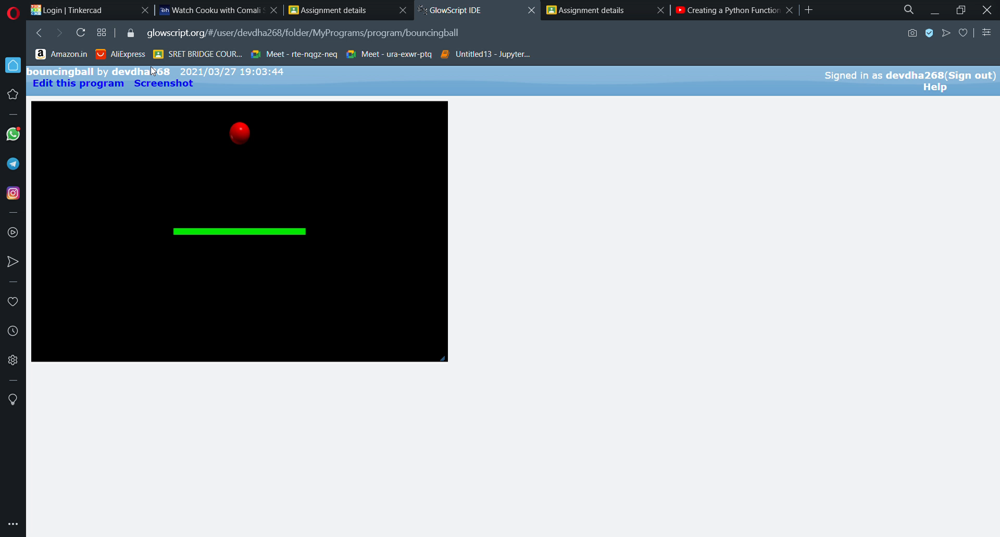 Login | Tinkercad
Watch Cooku with Comali
Assignment details
GlowScript IDE
Assignment details
Creating a Python Function
glowscript.org/#/user/devdha268/folder/MyPrograms/program/bouncingball
Amazon.in
AliExpress
SRET BRIDGE COUR...
Meet - rte-nqgz-neq
Meet - ura-exwr-ptq
Untitled13 - Jupyter...
bouncingball by devdha268 2021/03/27 19:03:44
Signed in as devdha268(Sign out)
Edit this program Screenshot
Help